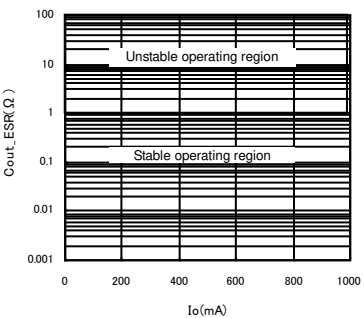 100
Unstable operating region
10
Cout_ESR(Ω)
1
Stable operating region
0.1
0.01
0.001
0 200 400 600 800 1000
Io(mA)